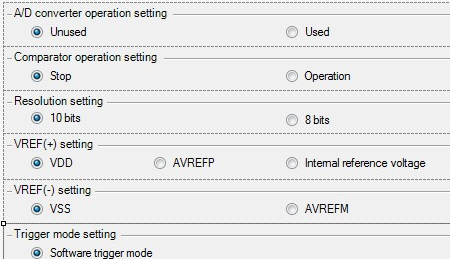 A/D converter operation setting
Unused Used
Comparator operation setting
Stop Operation
Resolution setting
10 bits 8 bits
VREF(+) setting
VDD AVREFP Internal reference voltage
VREF(-) setting
VSS AVREFM
Trigger mode setting
Software trigger mode